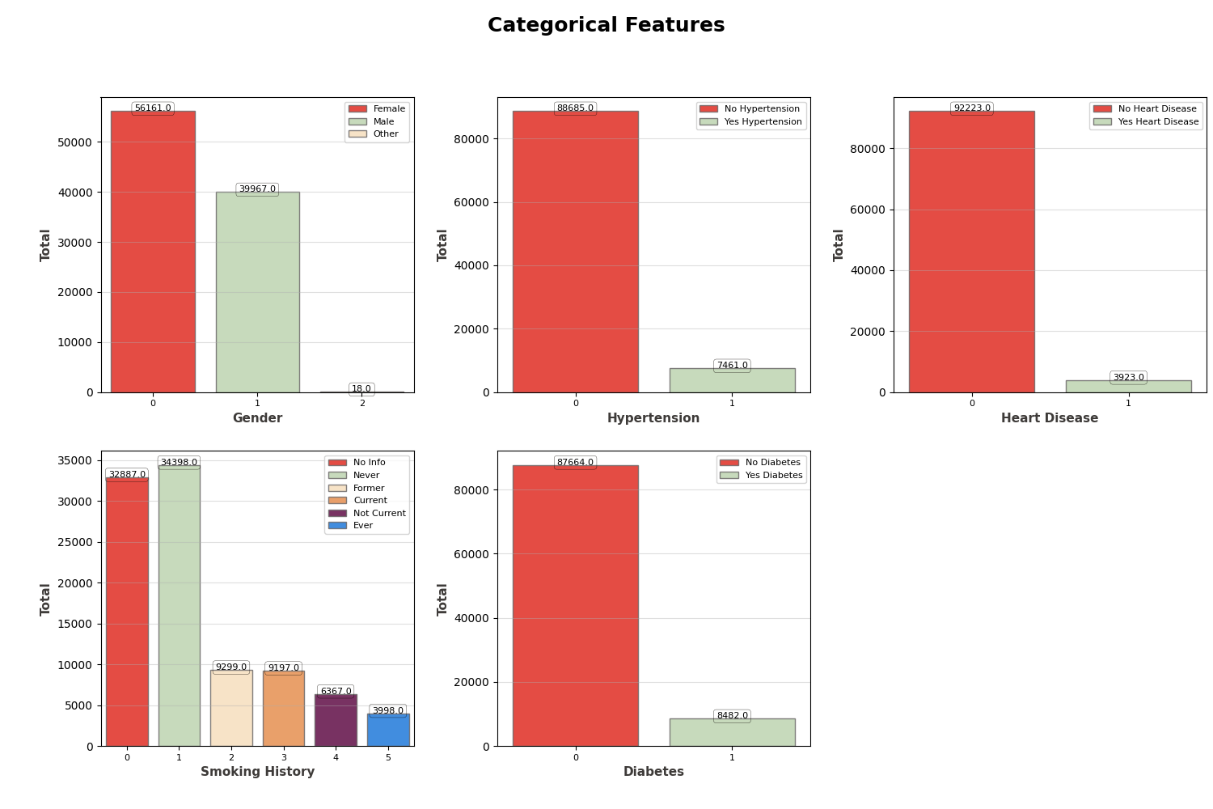 Categorical Features
56161.0
39967.0
18.0
Female
Male
Other
50000
40000
30000
20000
10000
0
Total
0 1 2
Gender
88685.0
7461.0
No Hypertension
Yes Hypertension
80000
60000
40000
20000
0
Total
0 1
Hypertension
92223.0
3923.0
No Heart Disease
Yes Heart Disease
80000
60000
40000
20000
0
Total
0 1
Heart Disease
32887.0
34398.0
9299.0
9197.0
6367.0
3998.0
No Info
Never
Former
Current
Not Current
Ever
35000
30000
25000
20000
15000
10000
5000
0
Total
0 1 2 3 4 5
Smoking History
87664.0
8482.0
No Diabetes
Yes Diabetes
80000
60000
40000
20000
0
Total
0 1
Diabetes